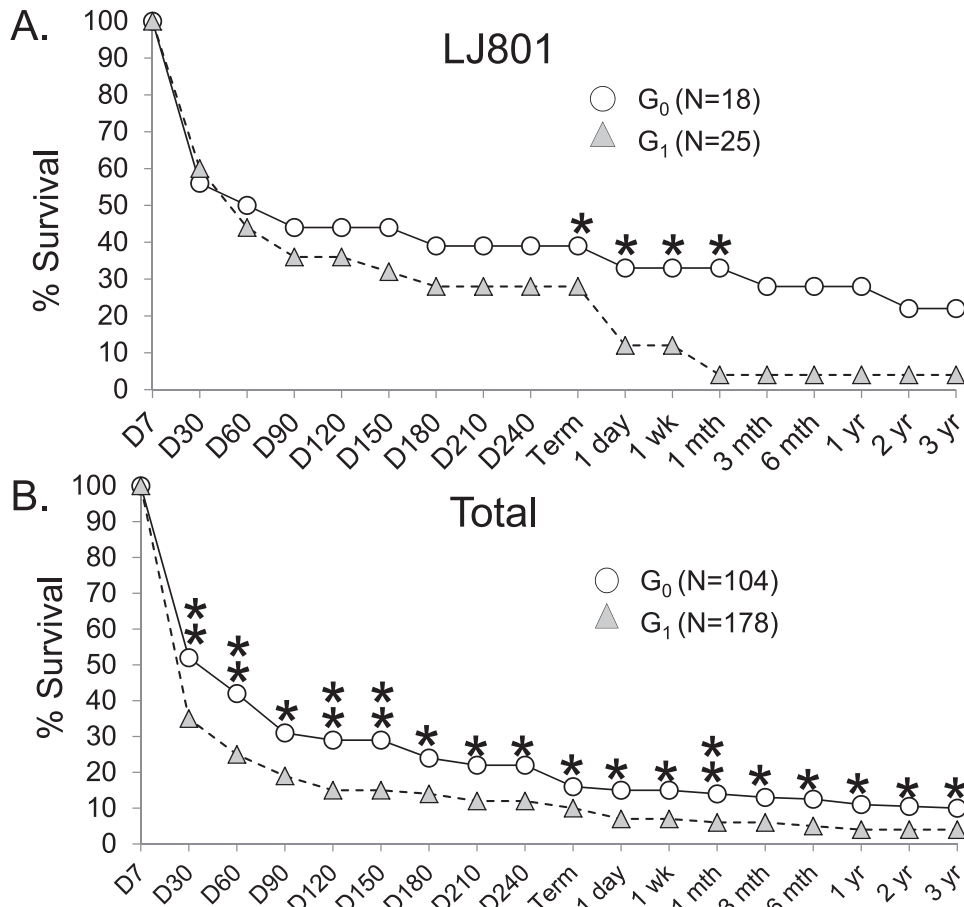 A.
LJ801
G0 (N=18)
G1 (N=25)
% Survival
100
90
80
70
60
50
40
30
20
10
0
D7
D30
D60
D90
D120
D150
D180
D210
D240
Term
1 day
1 wk
1 mth
3 mth
6 mth
1 yr
2 yr
3 yr
*
*
*
*
B.
Total
G0 (N=104)
G1 (N=178)
% Survival
100
90
80
70
60
50
40
30
20
10
0
**
**
*
**
**
*
*
*
*
*
*
**
*
*
*
*
*
D7
D30
D60
D90
D120
D150
D180
D210
D240
Term
1 day
1 wk
1 mth
3 mth
6 mth
1 yr
2 yr
3 yr